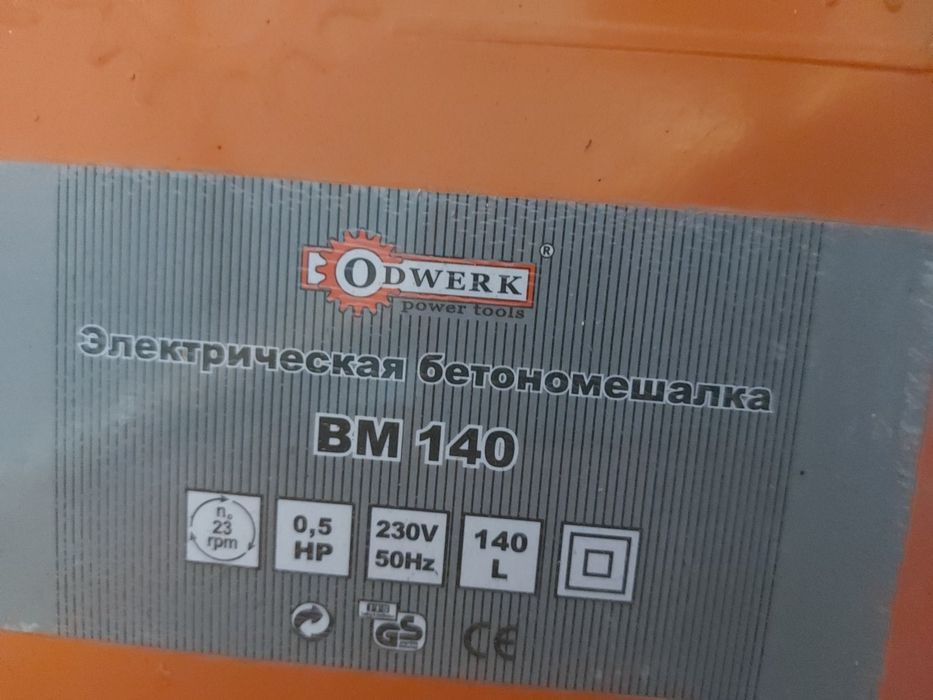 ODWERK ®
power tools
Электрическая бетономешалка
BM 140
n₀
23
rpm
0,5
HP
230V
50Hz
140
L
GS
CE